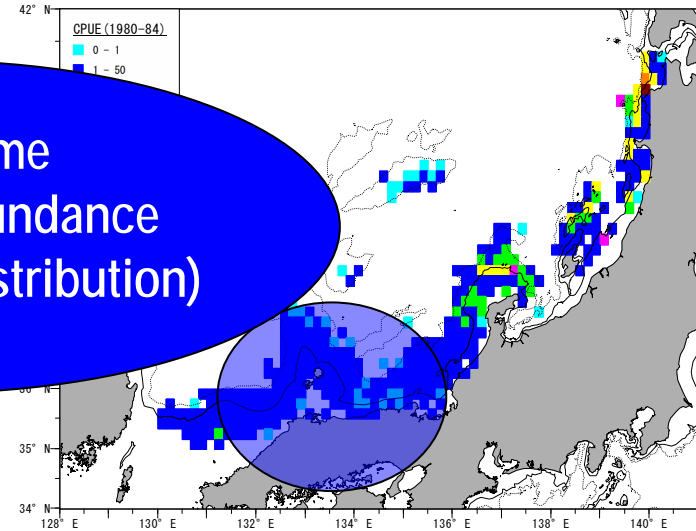 42° N
CPUE(1980-84)
0 - 1
1 - 50
me
undance
stribution)
N
35° N
34° N
128° E 130° E 132° E 134° E 136° E 138° E 140° E